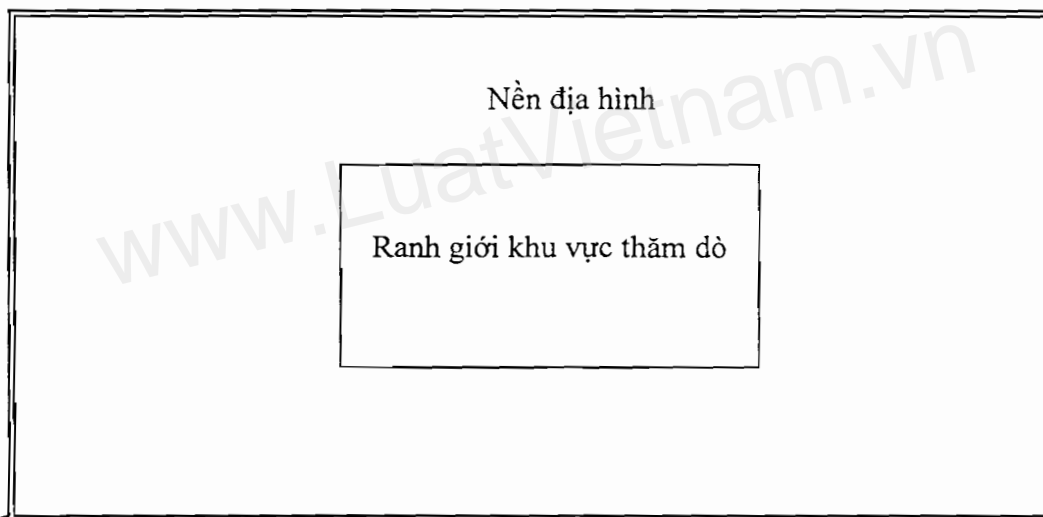 Nền địa hình
www.LuatVietnam.vn
Ranh giới khu vực thăm dò